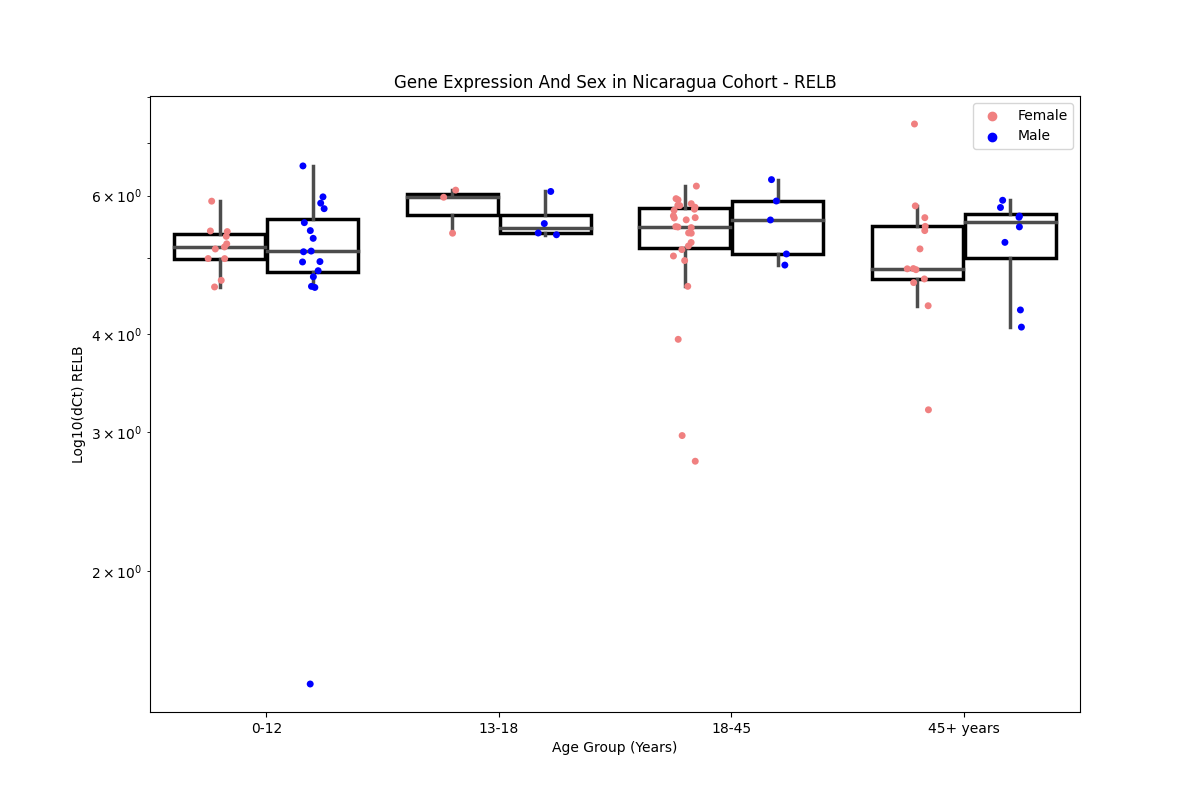 Gene Expression And Sex in Nicaragua Cohort - RELB
Female
Male
6 × 10⁰
4 × 10⁰
3 × 10⁰
2 × 10⁰
Log10(dCt) RELB
0-12
13-18
18-45
45+ years
Age Group (Years)